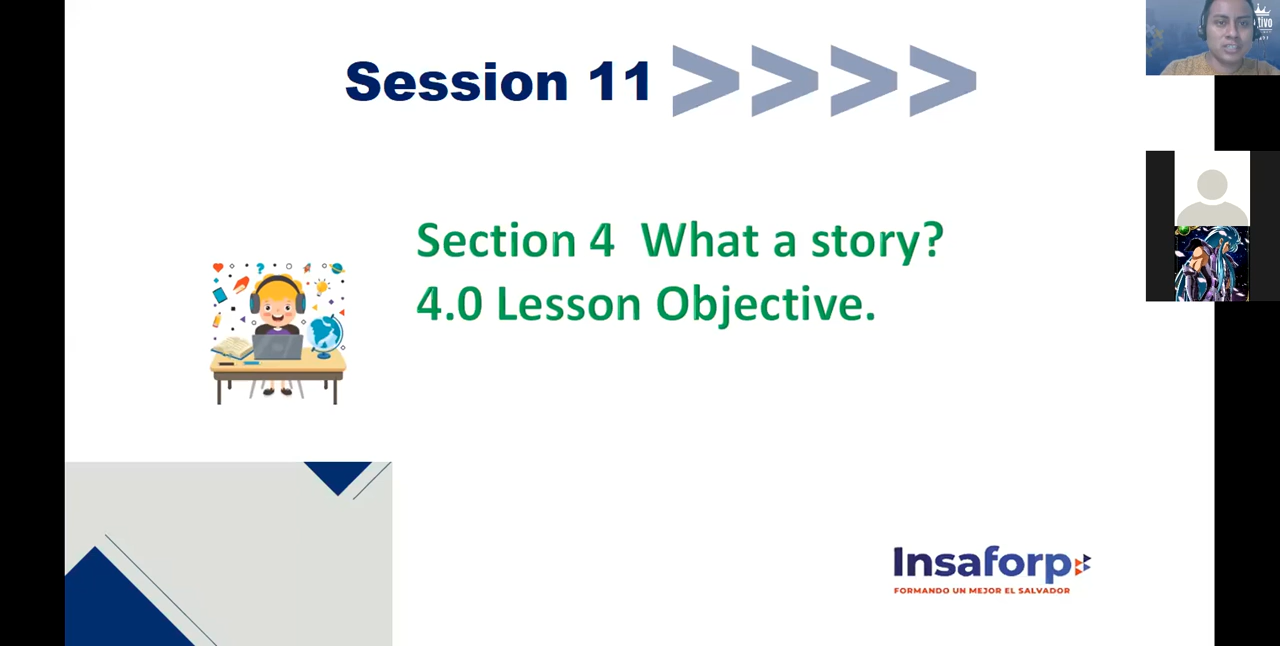 Session 11 >>>>
Section 4 What a story?
4.0 Lesson Objective.
Insaforp
FORMANDO UN MEJOR EL SALVADOR